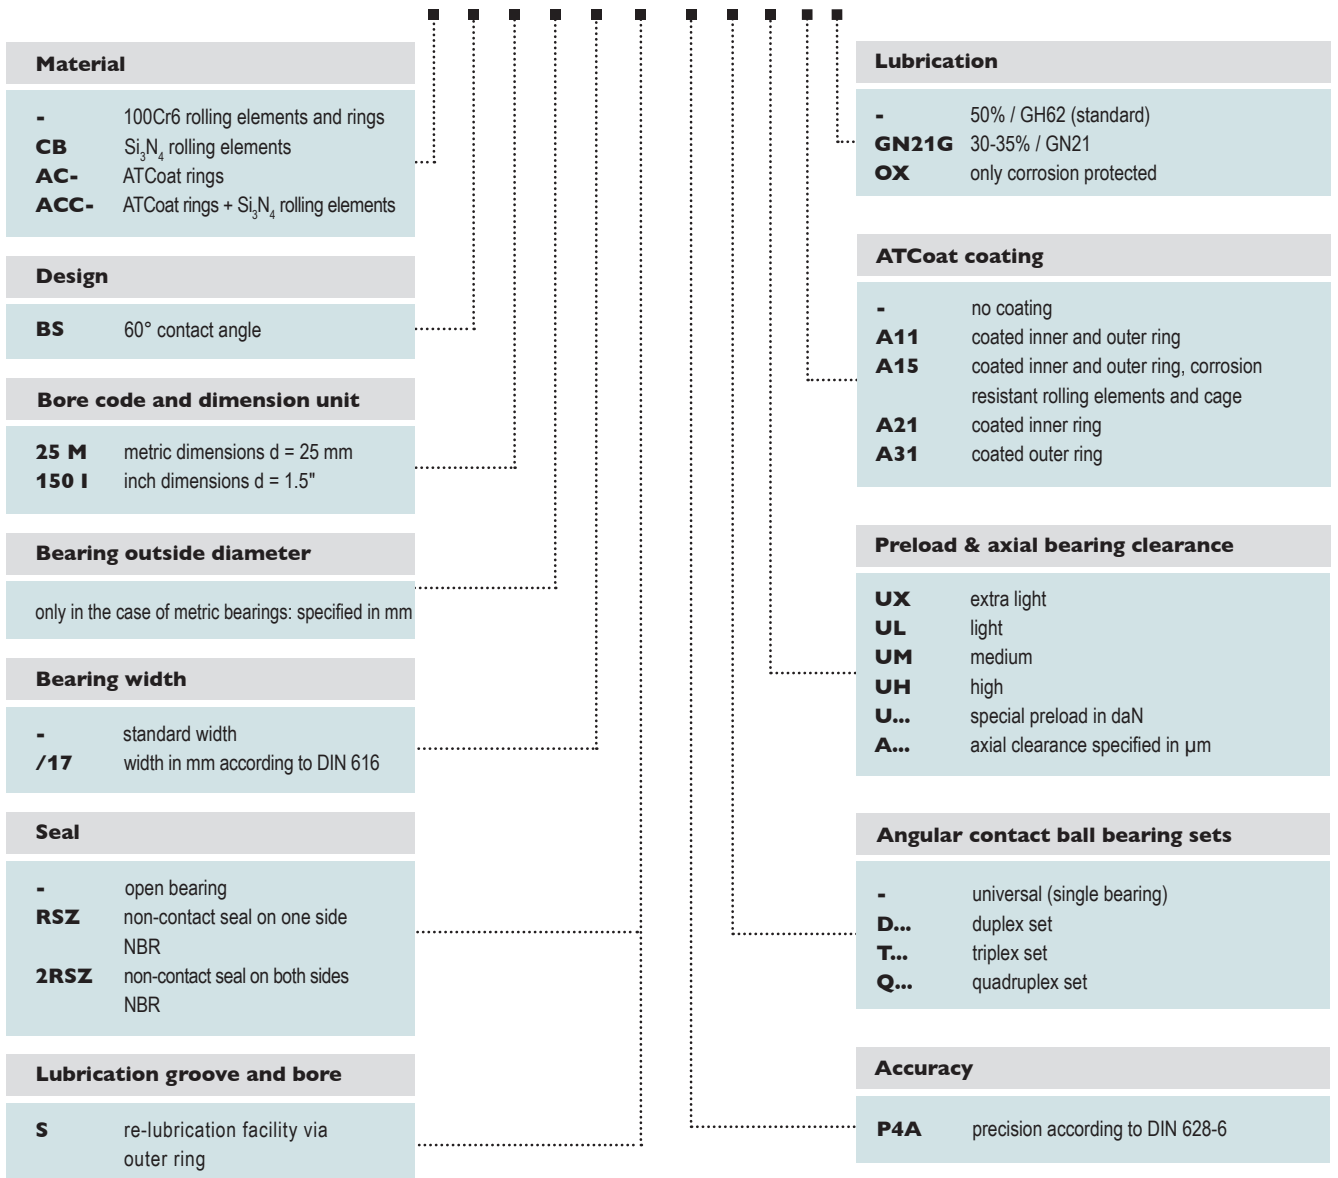 Material
- 100Cr6 rolling elements and rings
CB Si₃N₄ rolling elements
AC- ATCoat rings
ACC- ATCoat rings + Si₃N₄ rolling elements
Design
BS 60° contact angle
Bore code and dimension unit
25 M metric dimensions d = 25 mm
150 I inch dimensions d = 1.5"
Bearing outside diameter
only in the case of metric bearings: specified in mm
Bearing width
- standard width
/17 width in mm according to DIN 616
Seal
- open bearing
RSZ non-contact seal on one side
NBR
2RSZ non-contact seal on both sides
NBR
Lubrication groove and bore
S re-lubrication facility via
outer ring
Lubrication
- 50% / GH62 (standard)
GN21G 30-35% / GN21
OX only corrosion protected
ATCoat coating
- no coating
A11 coated inner and outer ring
A15 coated inner and outer ring, corrosion
resistant rolling elements and cage
A21 coated inner ring
A31 coated outer ring
Preload & axial bearing clearance
UX extra light
UL light
UM medium
UH high
U... special preload in daN
A... axial clearance specified in µm
Angular contact ball bearing sets
- universal (single bearing)
D... duplex set
T... triplex set
Q... quadruplex set
Accuracy
P4A precision according to DIN 628-6